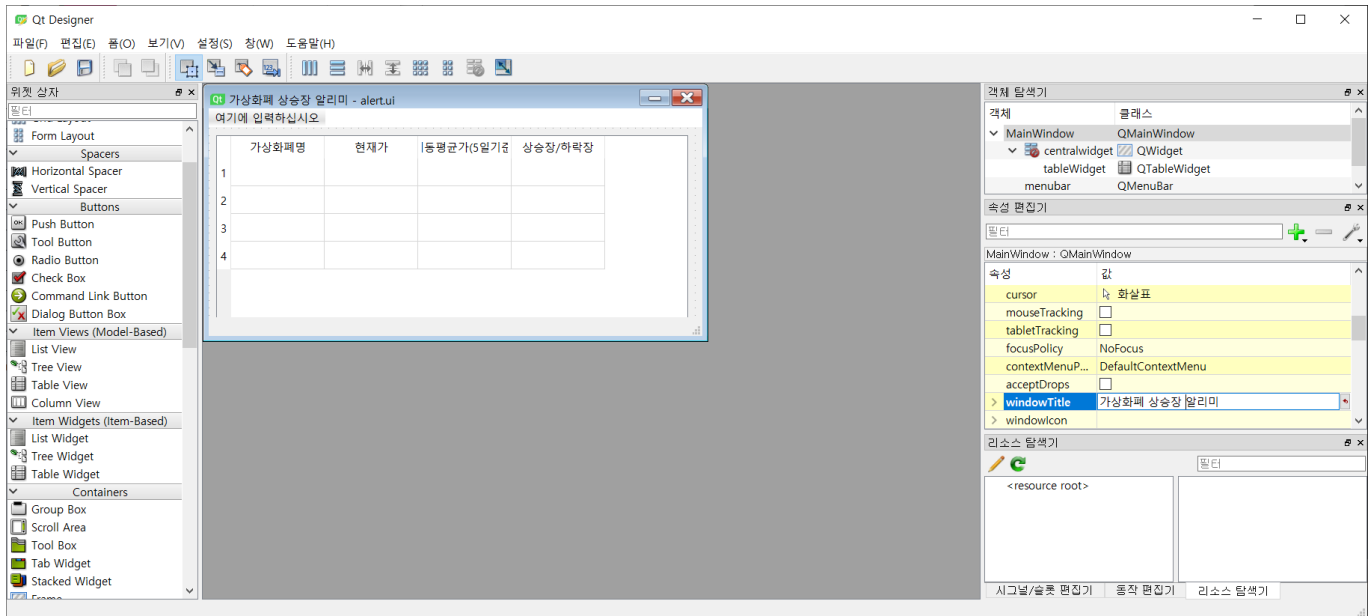 Qt Designer
파일(F) 편집(E) 폼(O) 보기(V) 설정(S) 창(W) 도움말(H)
위젯 상자
필터
Form Layout
Spacers
Horizontal Spacer
Vertical Spacer
Buttons
Push Button
Tool Button
Radio Button
Check Box
Command Link Button
Dialog Button Box
Item Views (Model-Based)
List View
Tree View
Table View
Column View
Item Widgets (Item-Based)
List Widget
Tree Widget
Table Widget
Containers
Group Box
Scroll Area
Tool Box
Tab Widget
Stacked Widget
Frame
가상화폐 상승장 알리미 - alert.ui
여기에 입력하십시오
가상화폐명 현재가 동평균가(5일기준 상승장/하락장
1
2
3
4
객체 탐색기
객체 클래스
MainWindow QMainWindow
centralwidget QWidget
tableWidget QTableWidget
menubar QMenuBar
속성 편집기
필터
MainWindow : QMainWindow
속성 값
cursor 화살표
mouseTracking
tabletTracking
focusPolicy NoFocus
contextMenuP... DefaultContextMenu
acceptDrops
windowTitle 가상화폐 상승장 알리미
windowIcon
리소스 탐색기
필터
<resource root>
시그널/슬롯 편집기 동작 편집기 리소스 탐색기